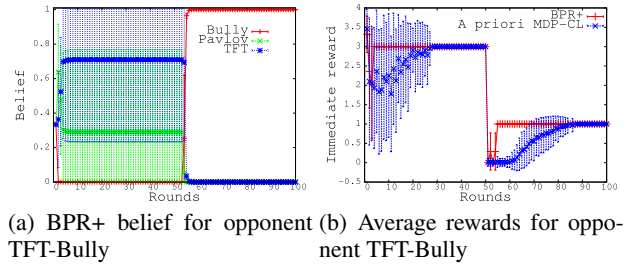 1
0.8
0.6
0.4
0.2
0
Belief
Bully
Pavlov
TFT
0 10 20 30 40 50 60 70 80 90 100
Rounds
4
3.5
3
2.5
2
1.5
1
0.5
0
-0.5
Immediate reward
BPR+
A priori MDP-CL
0 10 20 30 40 50 60 70 80 90 100
Rounds
(a) BPR+ belief for opponent
TFT-Bully
(b) Average rewards for oppo-
nent TFT-Bully